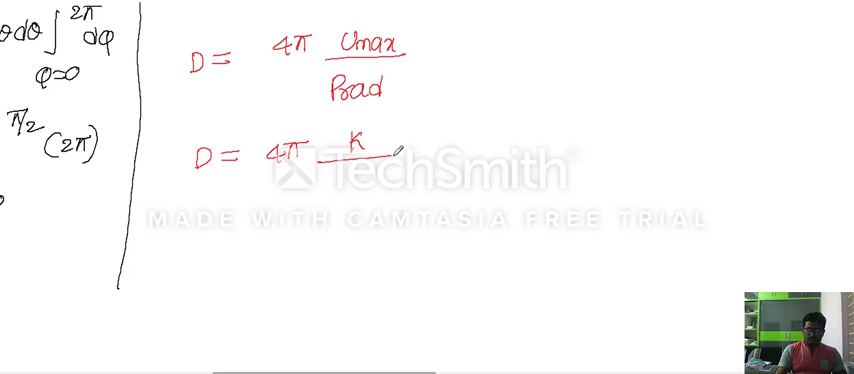 θ dθ ∫ 2π φ=0 dφ
π/2 (2π)
D = 4π Umax / Prad
D = 4π K /
TechSmith®
MADE WITH CAMTASIA FREE TRIAL